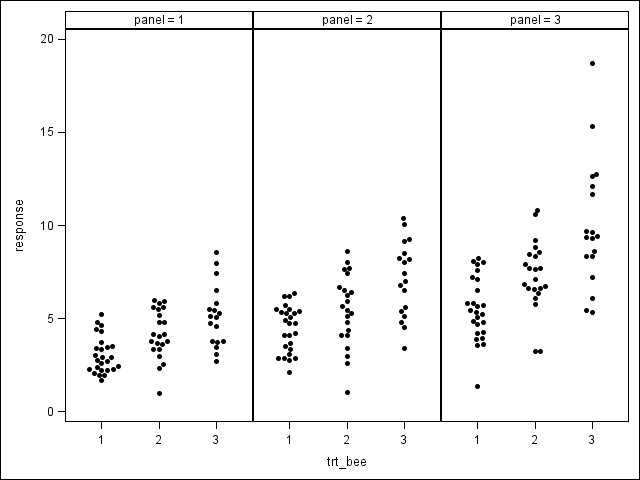 panel = 1 panel = 2 panel = 3
20
15
10
5
0
response
1 2 3 1 2 3 1 2 3
trt_bee